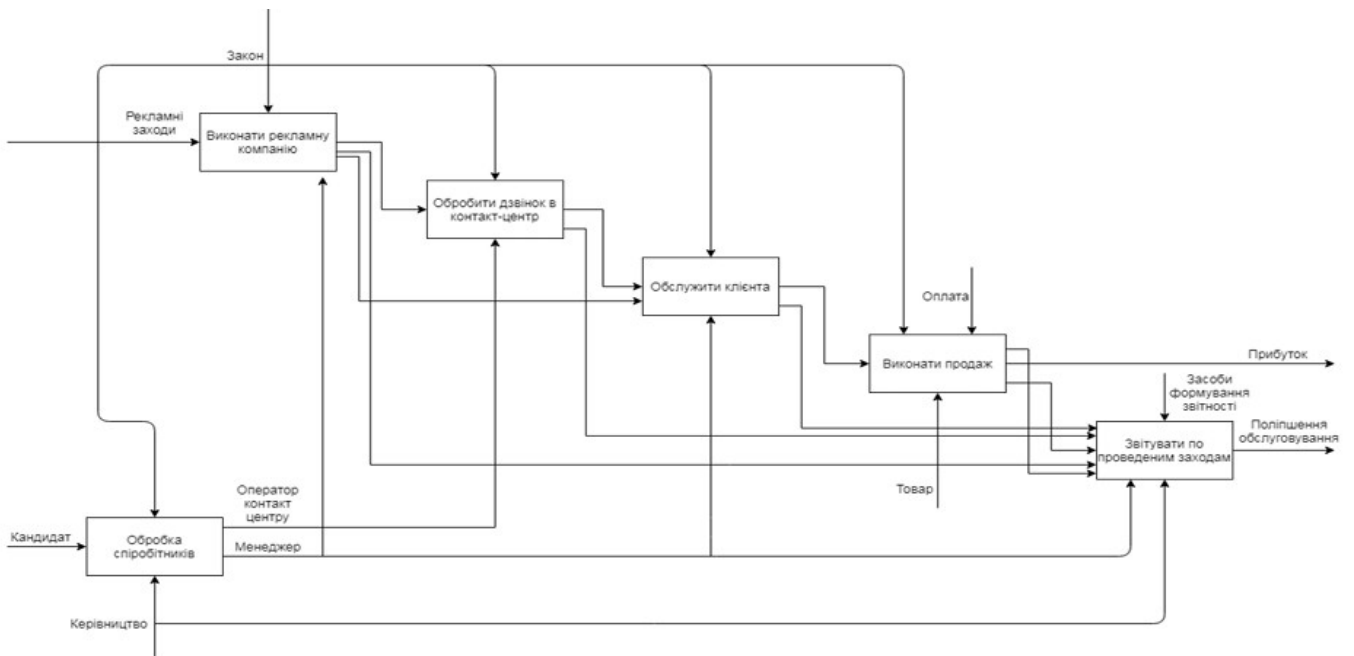 Закон
Рекламні
заходи
Виконати рекламну
компанію
Обробити дзвінок в
контакт-центр
Обслужити клієнта
Оплата
Виконати продаж
Прибуток
Засоби
формування
звітності
Поліпшення
обслуговування
Звітувати по
проведеним заходам
Товар
Оператор
контакт
центру
Кандидат
Обробка
спіробітників
Менеджер
Керівництво